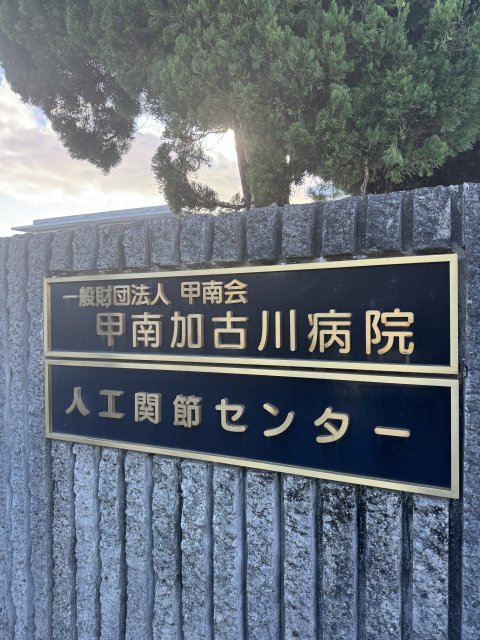 一般財団法人 甲南会
甲南加古川病院
人工関節センター